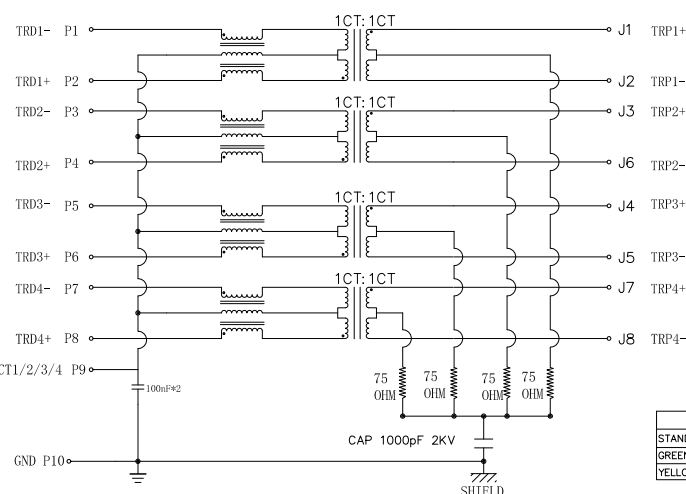 1CT:1CT
TRD1- P1 J1 TRP1+
TRD1+ P2 J2 TRP1-
1CT:1CT
TRD2- P3 J3 TRP2+
TRD2+ P4 J6 TRP2-
1CT:1CT
TRD3- P5 J4 TRP3+
TRD3+ P6 J5 TRP3-
1CT:1CT
TRD4- P7 J7 TRP4+
TRD4+ P8 J8 TRP4-
CT1/2/3/4 P9
100nF*2
75 OHM
75 OHM
75 OHM
75 OHM
CAP 1000pF 2KV
GND P10
SHIELD
STAND
GREEN
YELLO